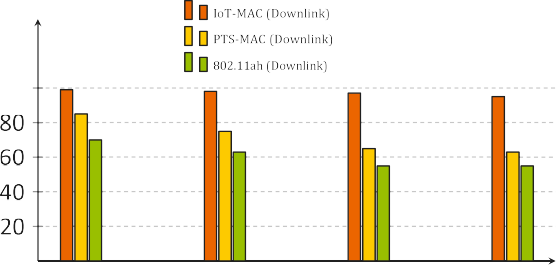 IoT-MAC (Downlink)
PTS-MAC (Downlink)
802.11ah (Downlink)
80
60
40
20